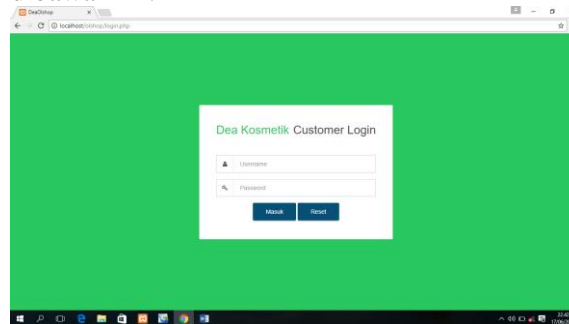 DeaOlshop
localhost/olshop/login.php
Dea Kosmetik Customer Login
Username
Password
Masuk Reset